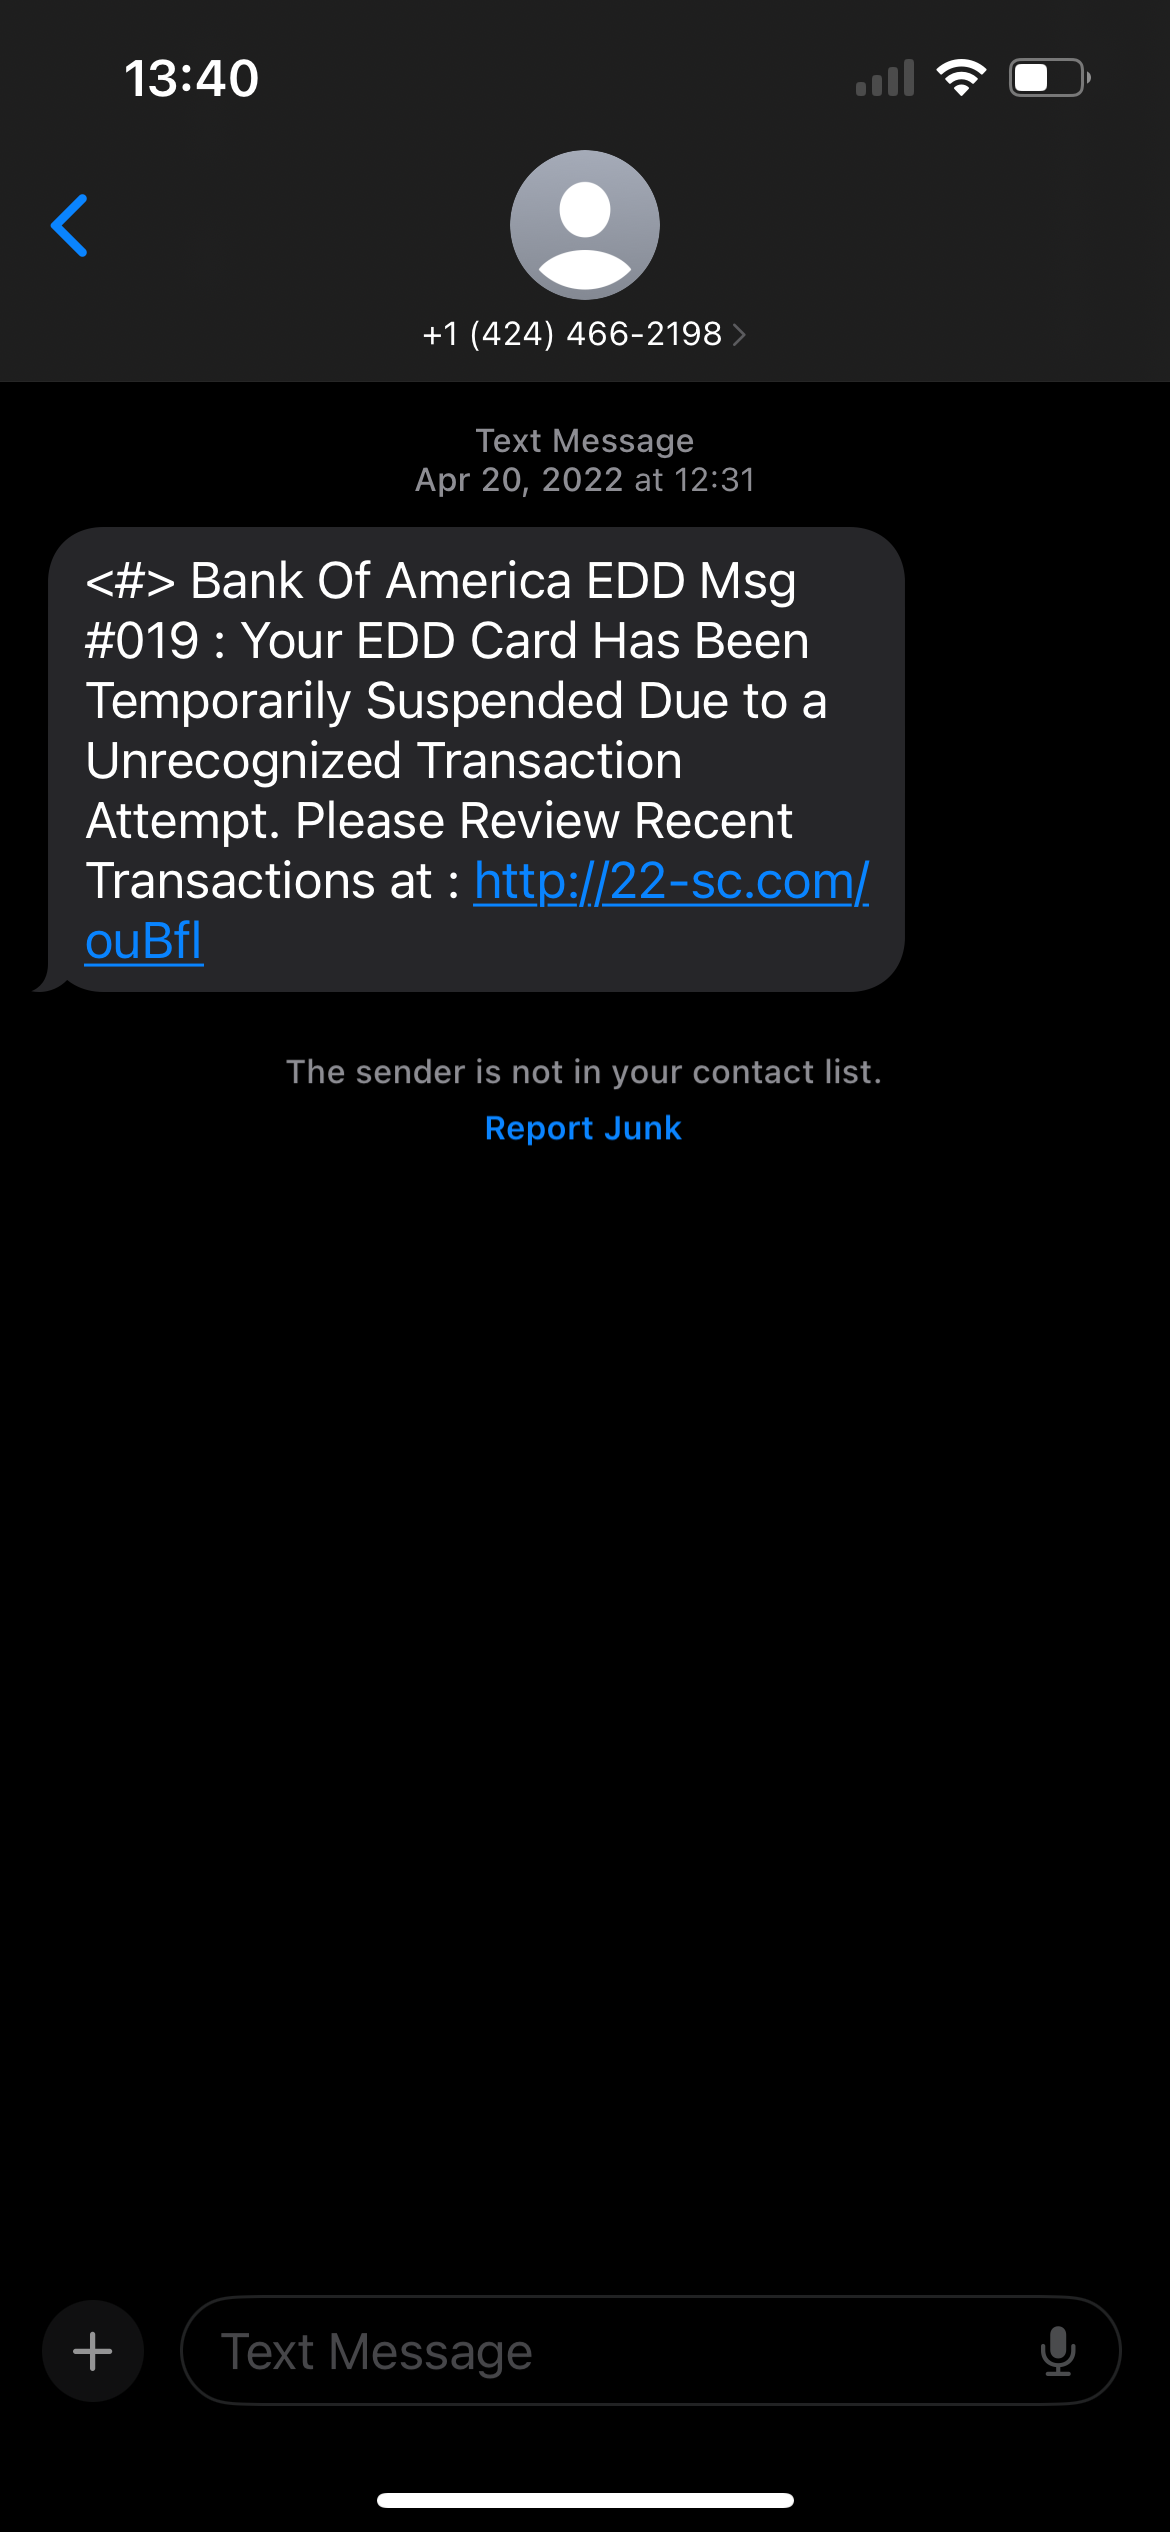 13:40
+1 (424) 466-2198
Text Message
Apr 20, 2022 at 12:31
<#> Bank Of America EDD Msg
#019 : Your EDD Card Has Been
Temporarily Suspended Due to a
Unrecognized Transaction
Attempt. Please Review Recent
Transactions at : http://22-sc.com/
ouBfl
The sender is not in your contact list.
Report Junk
Text Message